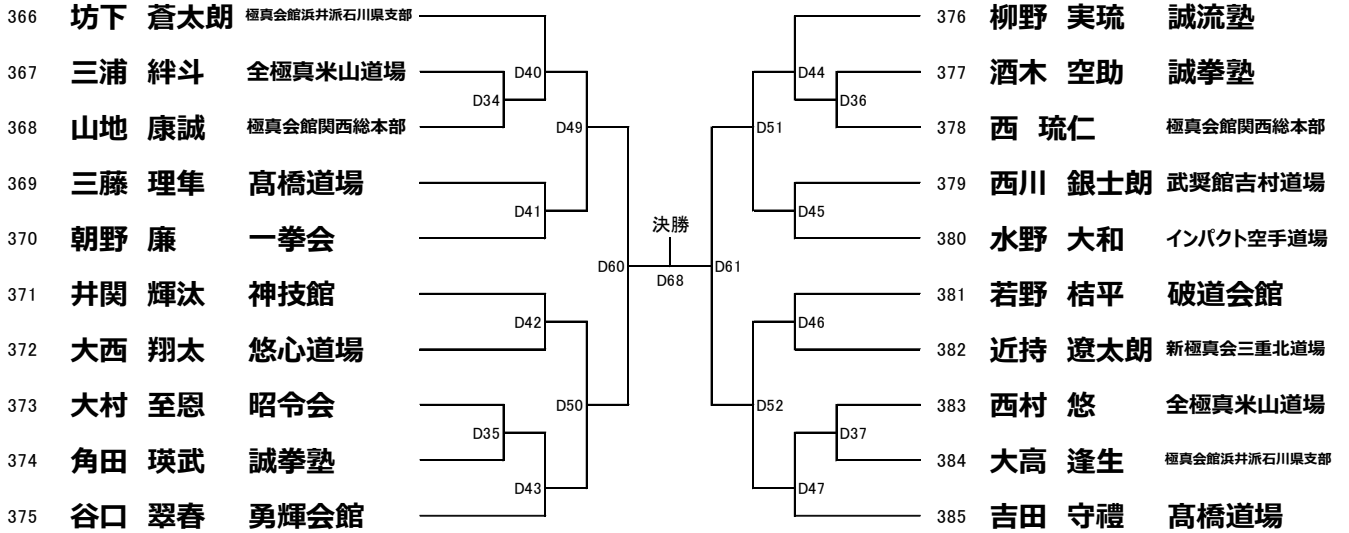 366 坊下 蒼太朗 極真会館浜井派石川県支部
367 三浦 絆斗 全極真米山道場
368 山地 康誠 極真会館関西総本部
369 三藤 理隼 髙橋道場
370 朝野 廉 一拳会
371 井関 輝汰 神技館
372 大西 翔太 悠心道場
373 大村 至恩 昭令会
374 角田 瑛武 誠拳塾
375 谷口 翠春 勇輝会館
D40
D34
D49
D41
D60
D42
D50
D35
D43
決勝
D68
D44
D36
D51
D45
D61
D46
D52
D37
D47
376 柳野 実琉 誠流塾
377 酒木 空助 誠拳塾
378 西 琉仁 極真会館関西総本部
379 西川 銀士朗 武奨館吉村道場
380 水野 大和 インパクト空手道場
381 若野 桔平 破道会館
382 近持 遼太朗 新極真会三重北道場
383 西村 悠 全極真米山道場
384 大高 逢生 極真会館浜井派石川県支部
385 吉田 守禮 髙橋道場